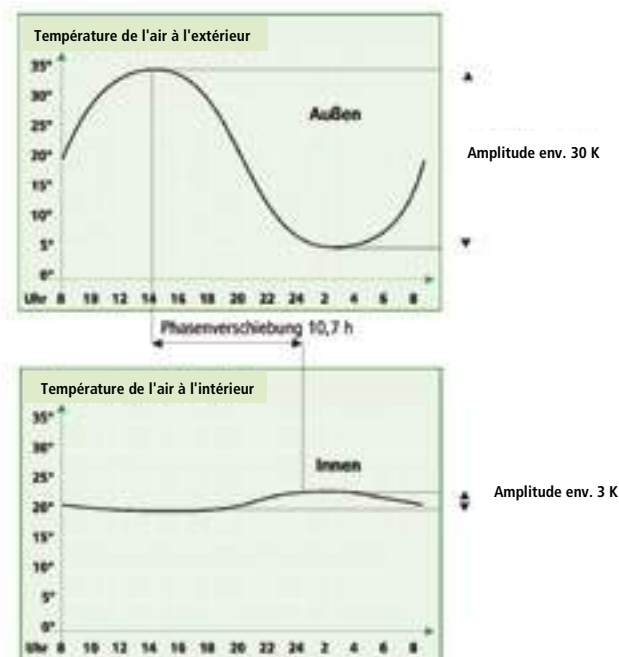 Température de l'air à l'extérieur
35°
30°
25°
20°
15°
10°
5°
0°
Außen
Amplitude env. 30 K
Uhr 8 10 12 14 16 18 20 22 24 2 4 6 8
Phasenverschiebung 10,7 h
Température de l'air à l'intérieur
35°
30°
25°
20°
15°
10°
5°
0°
Innen
Amplitude env. 3 K
Uhr 8 10 12 14 16 18 20 22 24 2 4 6 8